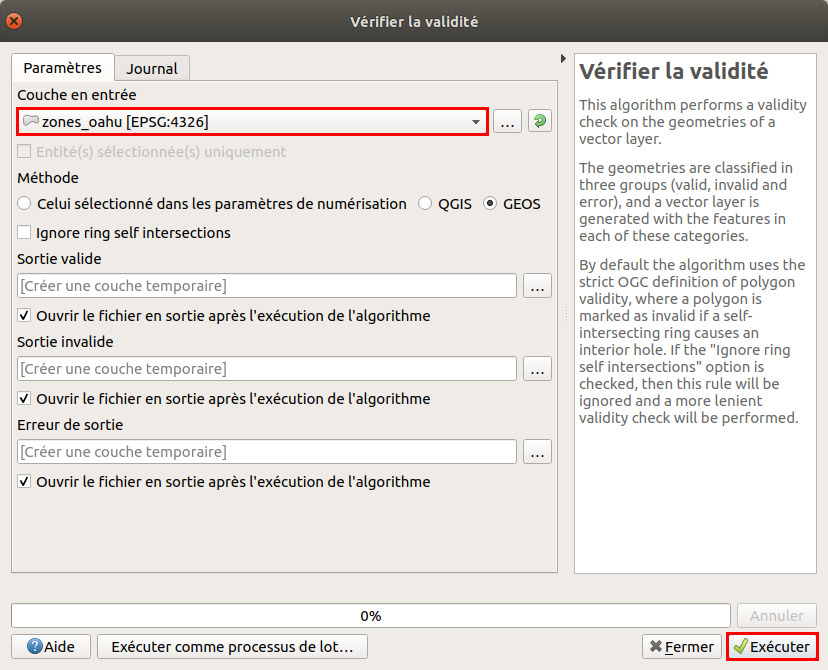 Vérifier la validité
Paramètres
Journal
Couche en entrée
zones_oahu [EPSG:4326]
...
Entité(s) sélectionnée(s) uniquement
Méthode
Celui sélectionné dans les paramètres de numérisation
QGIS
GEOS
Ignore ring self intersections
Sortie valide
[Créer une couche temporaire]
...
Ouvrir le fichier en sortie après l'exécution de l'algorithme
Sortie invalide
[Créer une couche temporaire]
...
Ouvrir le fichier en sortie après l'exécution de l'algorithme
Erreur de sortie
[Créer une couche temporaire]
...
Ouvrir le fichier en sortie après l'exécution de l'algorithme
Vérifier la validité
This algorithm performs a validity
check on the geometries of a
vector layer.
The geometries are classified in
three groups (valid, invalid and
error), and a vector layer is
generated with the features in
each of these categories.
By default the algorithm uses the
strict OGC definition of polygon
validity, where a polygon is
marked as invalid if a self-
intersecting ring causes an
interior hole. If the "Ignore ring
self intersections" option is
checked, then this rule will be
ignored and a more lenient
validity check will be performed.
0%
Annuler
Aide
Exécuter comme processus de lot...
Fermer
Exécuter